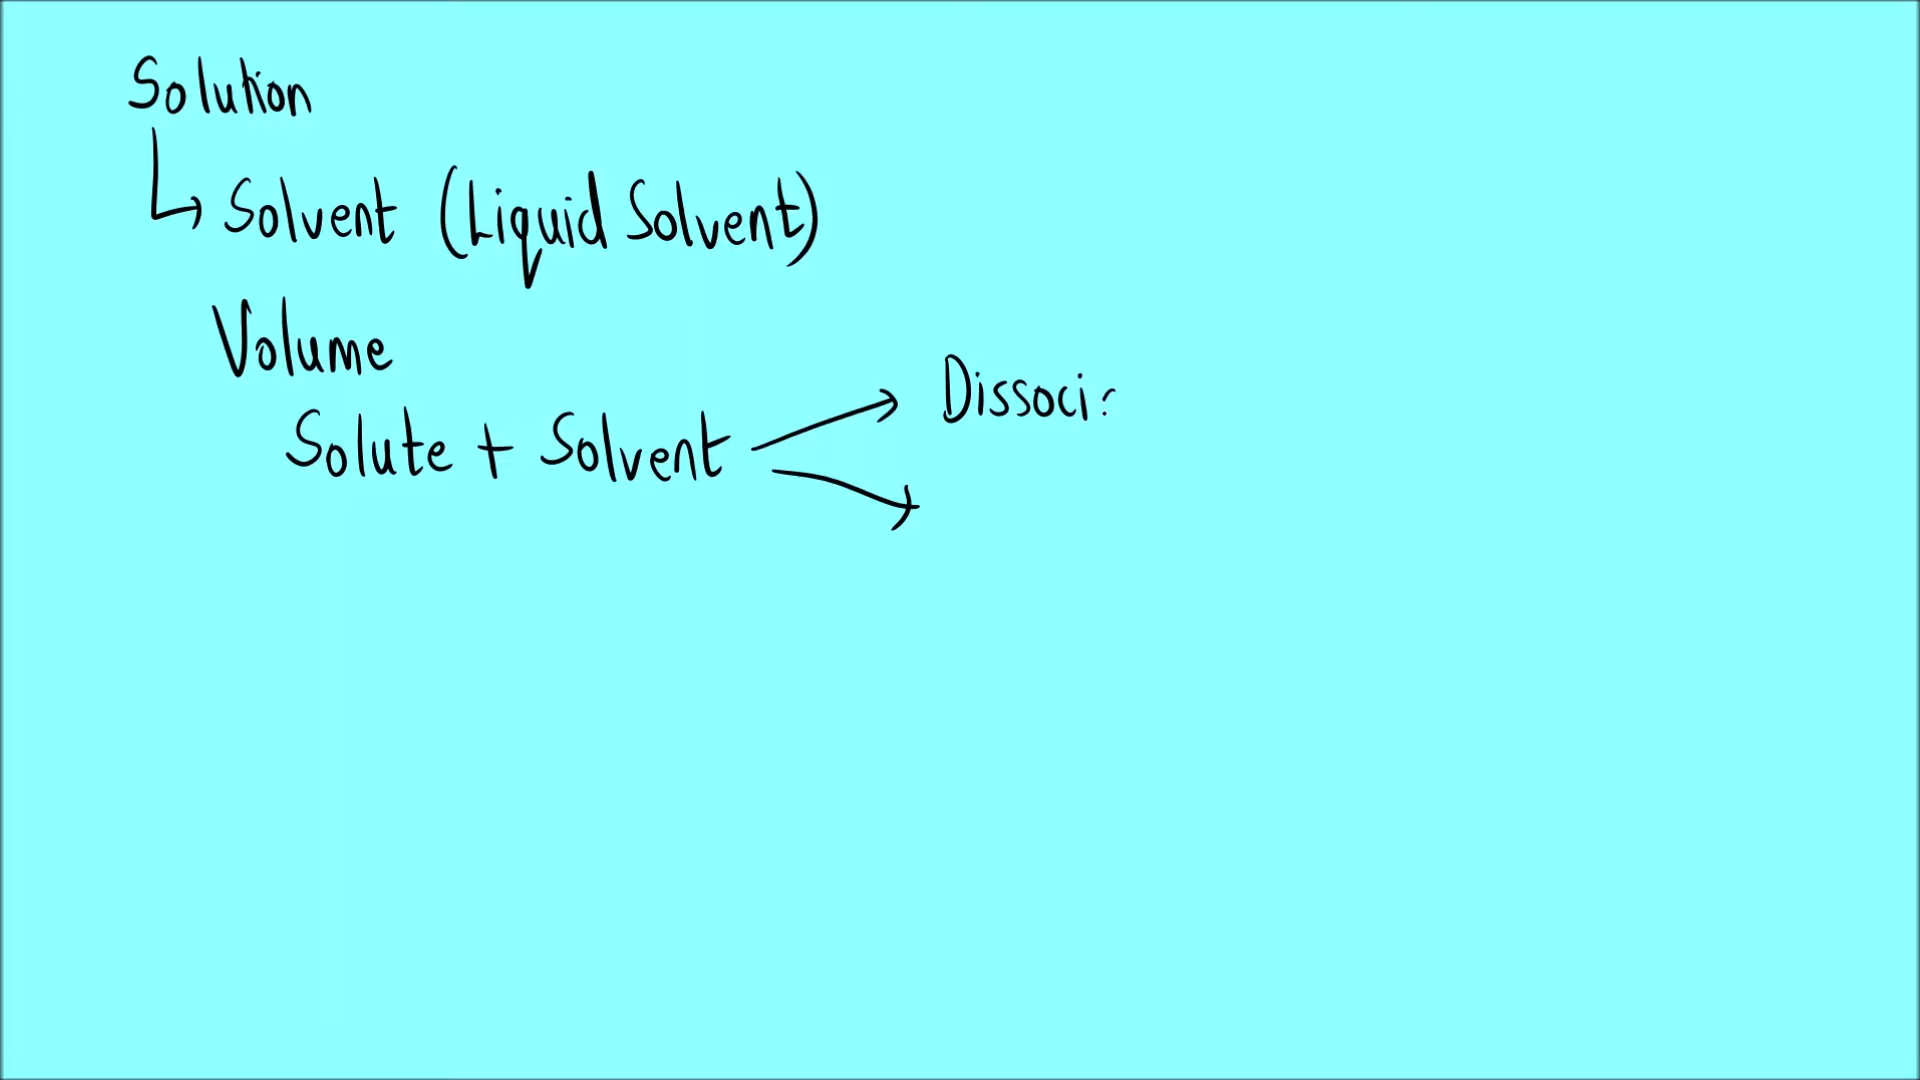 Solution
↳ Solvent (Liquid Solvent)
Volume
Dissoci
Solute + Solvent